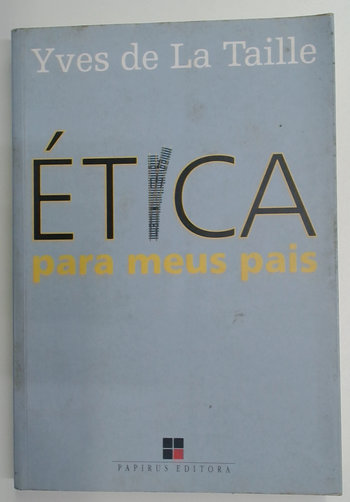 Yves de La Taille
ÉTICA
para meus pais
PAPIRUS EDITORA